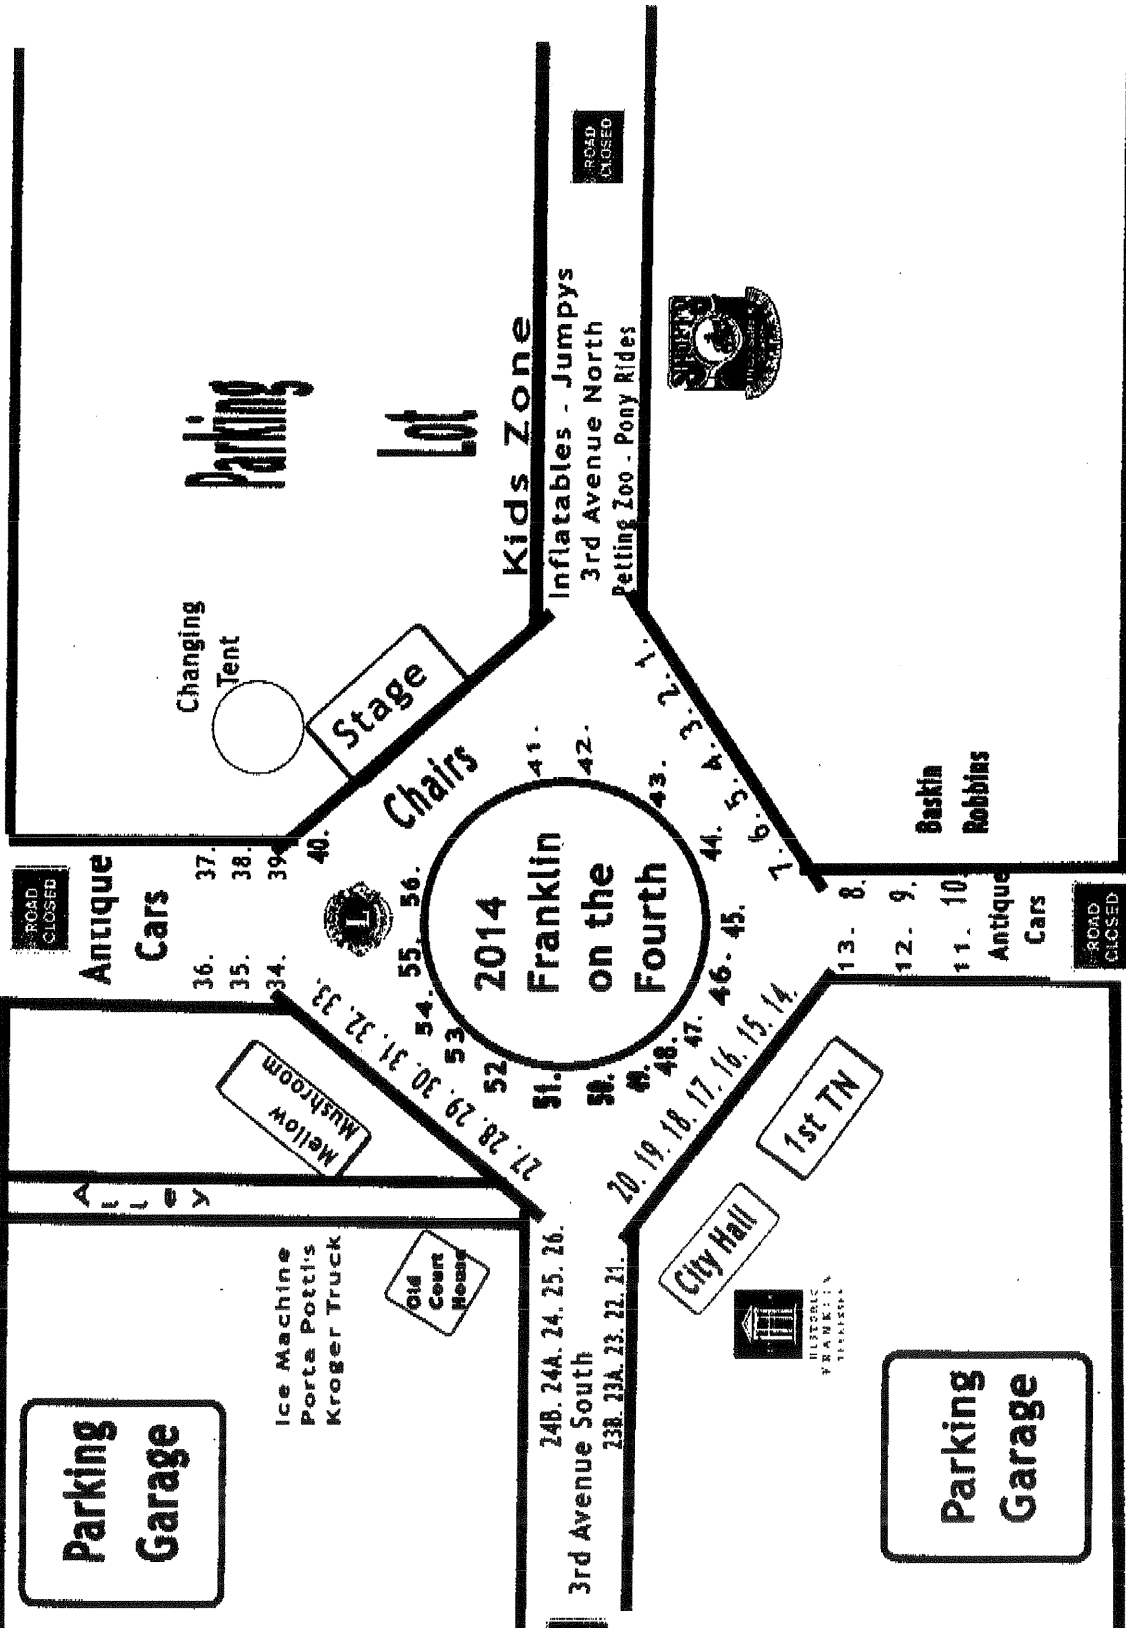 ROAD
CLOSED
Antique
Cars
37.
38.
39.
40.
36.
35.
34.
Changing
Tent
Stage
Chairs
Parking
Lot
Kids Zone
Inflatables - Jumpys
3rd Avenue North
Petting Zoo - Pony Rides
ROAD
CLOSED
Mellow
Mushroom
Alley
33.
32.
31.
30.
29.
28.
27.
L
56.
55.
54.
53
52
51.
50.
49.
48.
47.
46.
45.
44.
43.
42.
41.
2014
Franklin
on the
Fourth
1.
2.
3.
4.
5.
6.
7.
Parking
Garage
Ice Machine
Porta Potti's
Kroger Truck
Old
Court
House
24B. 24A. 24. 25. 26.
3rd Avenue South
23B. 23A. 23. 22. 21.
20. 19. 18. 17. 16. 15. 14.
City Hall
1st TN
HISTORIC
FRANKLIN
TENNESSEE
Parking
Garage
13. 8.
12. 9.
11. 10.
Antique
Cars
ROAD
CLOSED
Baskin
Robbins